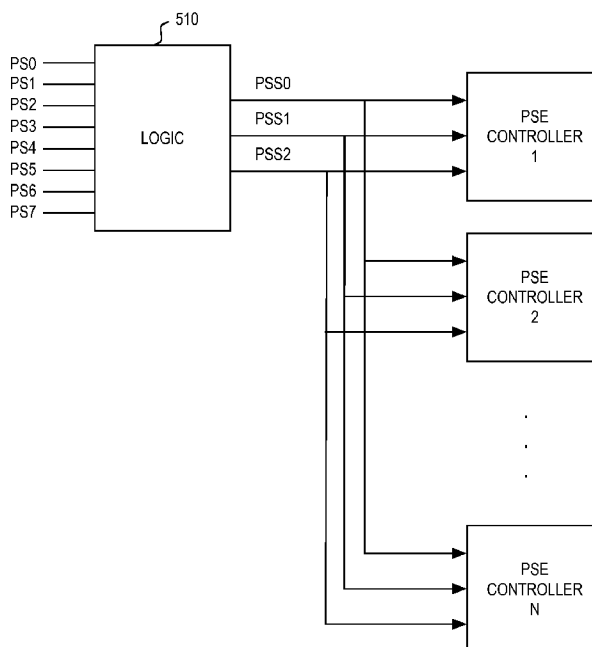 510
PS0
PS1
PS2
PS3
PS4
PS5
PS6
PS7
LOGIC
PSS0
PSS1
PSS2
PSE
CONTROLLER
1
PSE
CONTROLLER
2
PSE
CONTROLLER
N